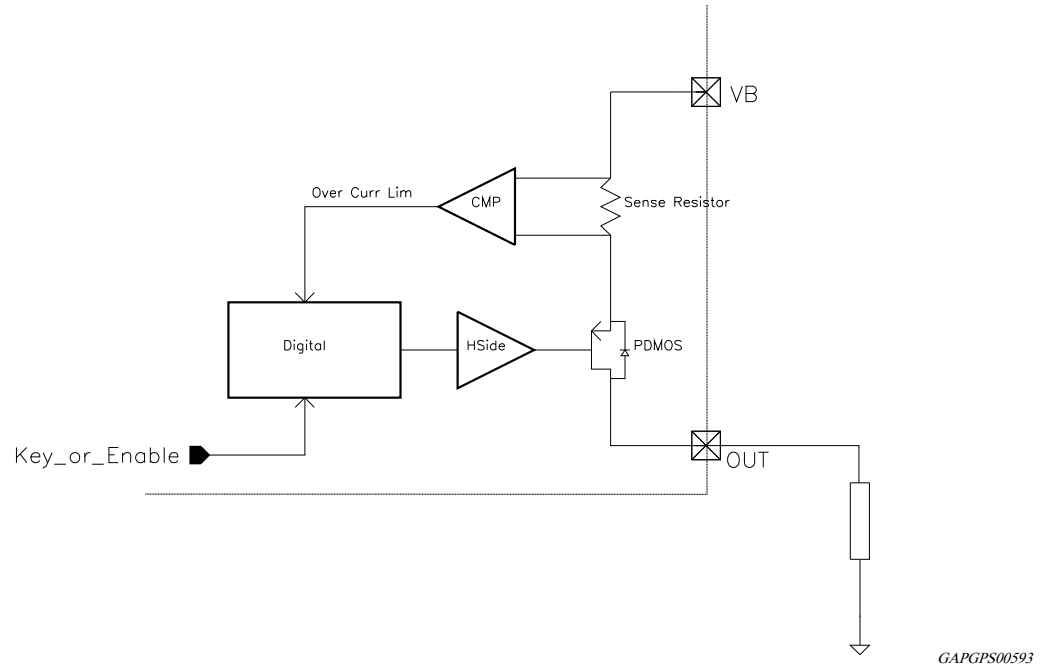 VB
Over Curr Lim
CMP
Sense Resistor
Digital
HSide
PDMOS
Key_or_Enable
OUT
GAPGPS00593